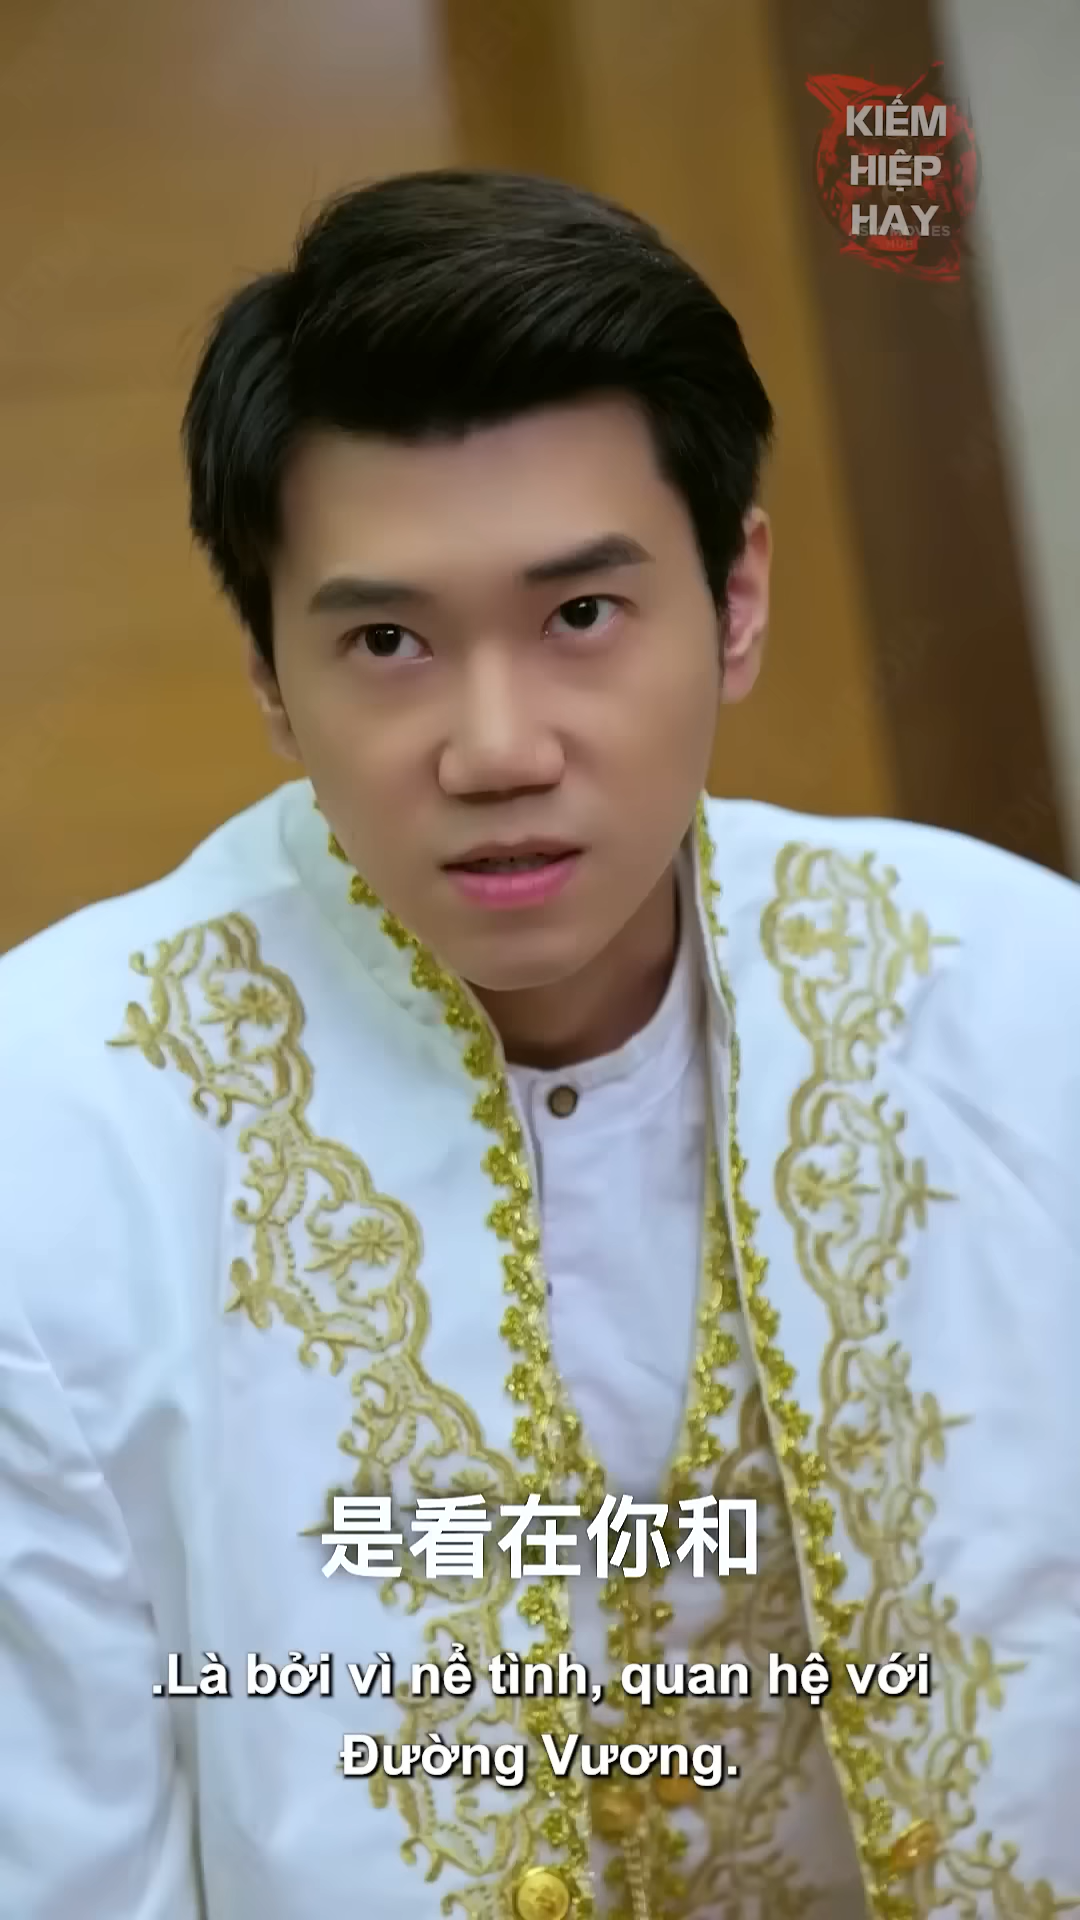 KIẾM
HIỆP
HAY
是看在你和
.Là bởi vì nể tình, quan hệ với
Đường Vương.